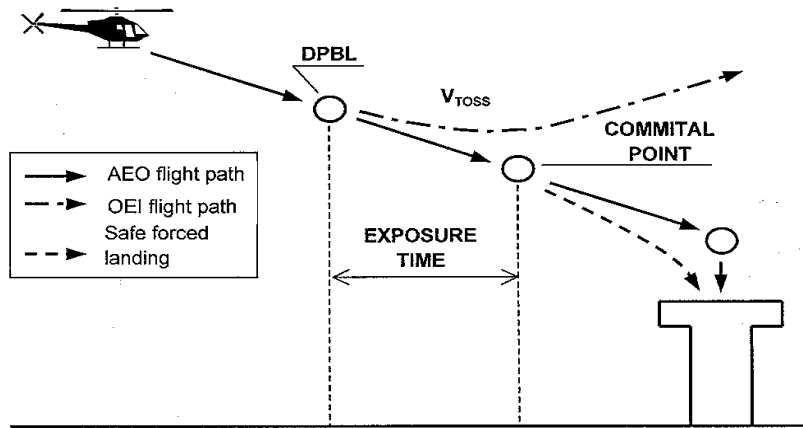 DPBL
VTOSS
COMMITAL
POINT
AEO flight path
OEI flight path
Safe forced
landing
EXPOSURE
TIME